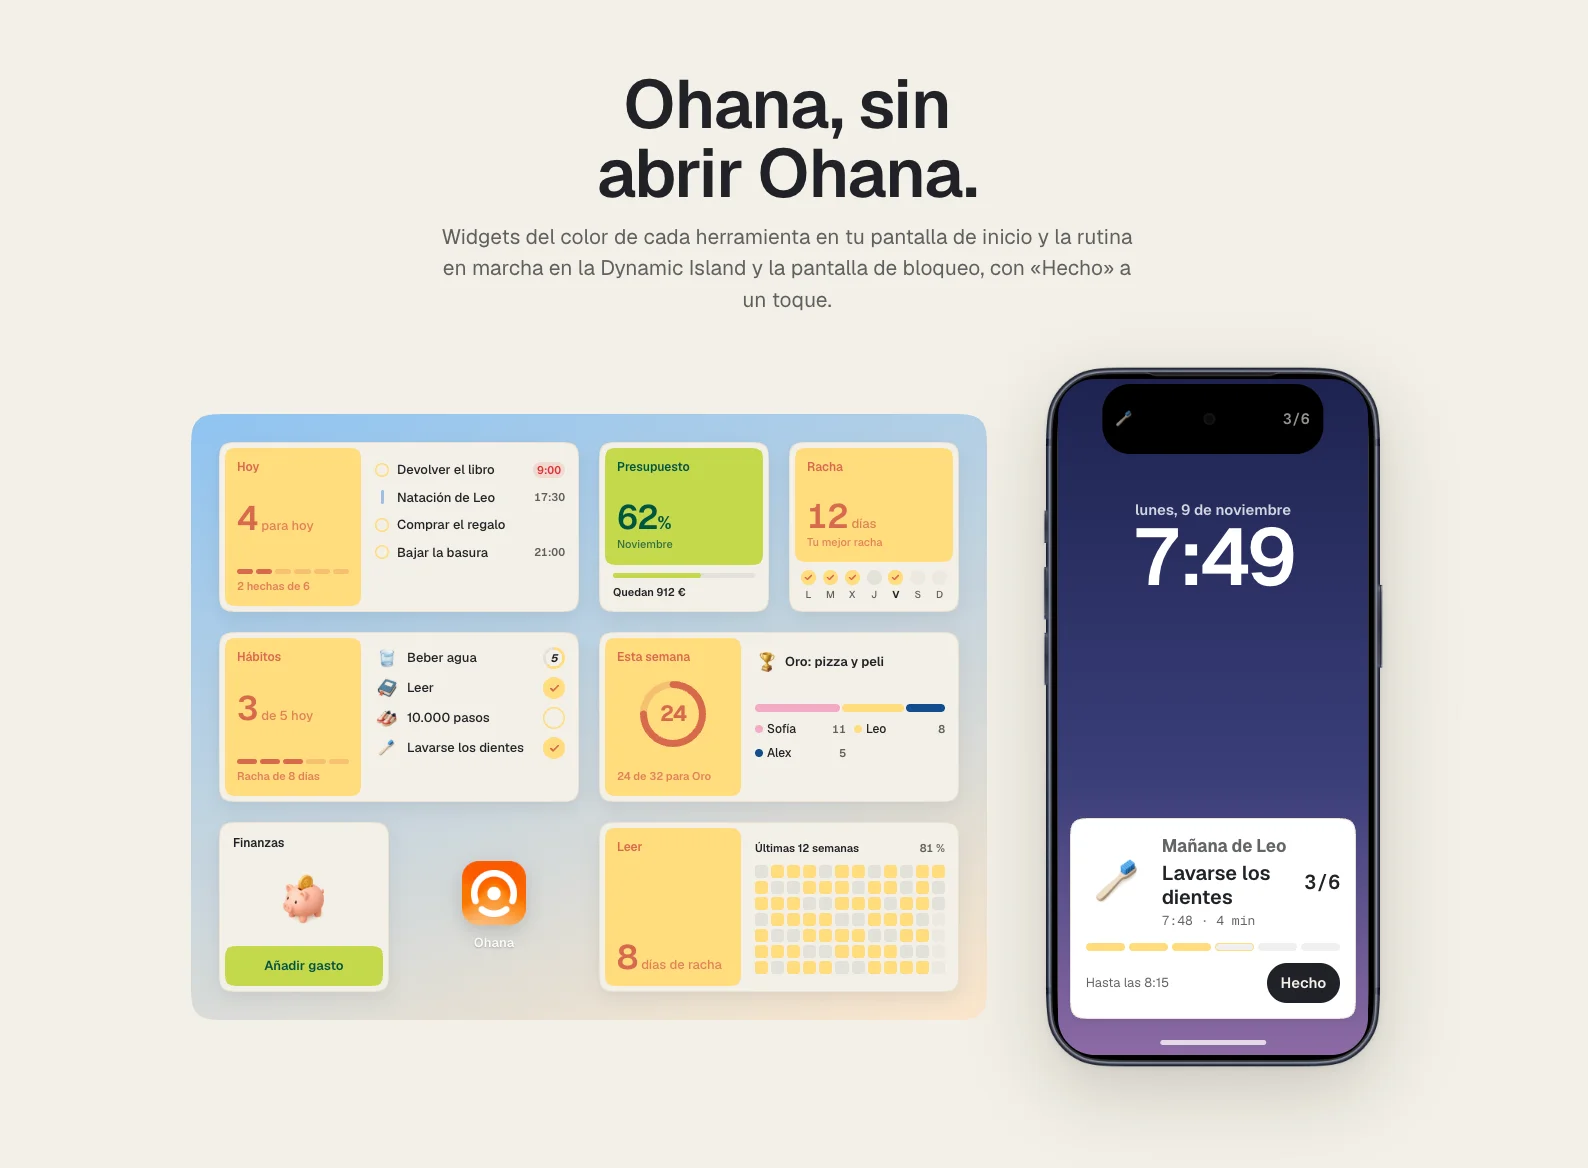 Ohana, sin
abrir Ohana.
Widgets del color de cada herramienta en tu pantalla de inicio y la rutina
en marcha en la Dynamic Island y la pantalla de bloqueo, con «Hecho» a
un toque.
Hoy
4 para hoy
2 hechas de 6
Devolver el libro 9:00
Natación de Leo 17:30
Comprar el regalo
Bajar la basura 21:00
Presupuesto
62%
Noviembre
Quedan 912 €
Racha
12 días
Tu mejor racha
L M X J V S D
Hábitos
3 de 5 hoy
Racha de 8 días
Beber agua 5
Leer
10.000 pasos
Lavarse los dientes
Esta semana
24
24 de 32 para Oro
Oro: pizza y peli
Sofía 11 Leo 8
Alex 5
Finanzas
Añadir gasto
Ohana
Leer
8 días de racha
Últimas 12 semanas 81 %
3/6
lunes, 9 de noviembre
7:49
Mañana de Leo
Lavarse los
dientes
3/6
7:48 · 4 min
Hasta las 8:15
Hecho